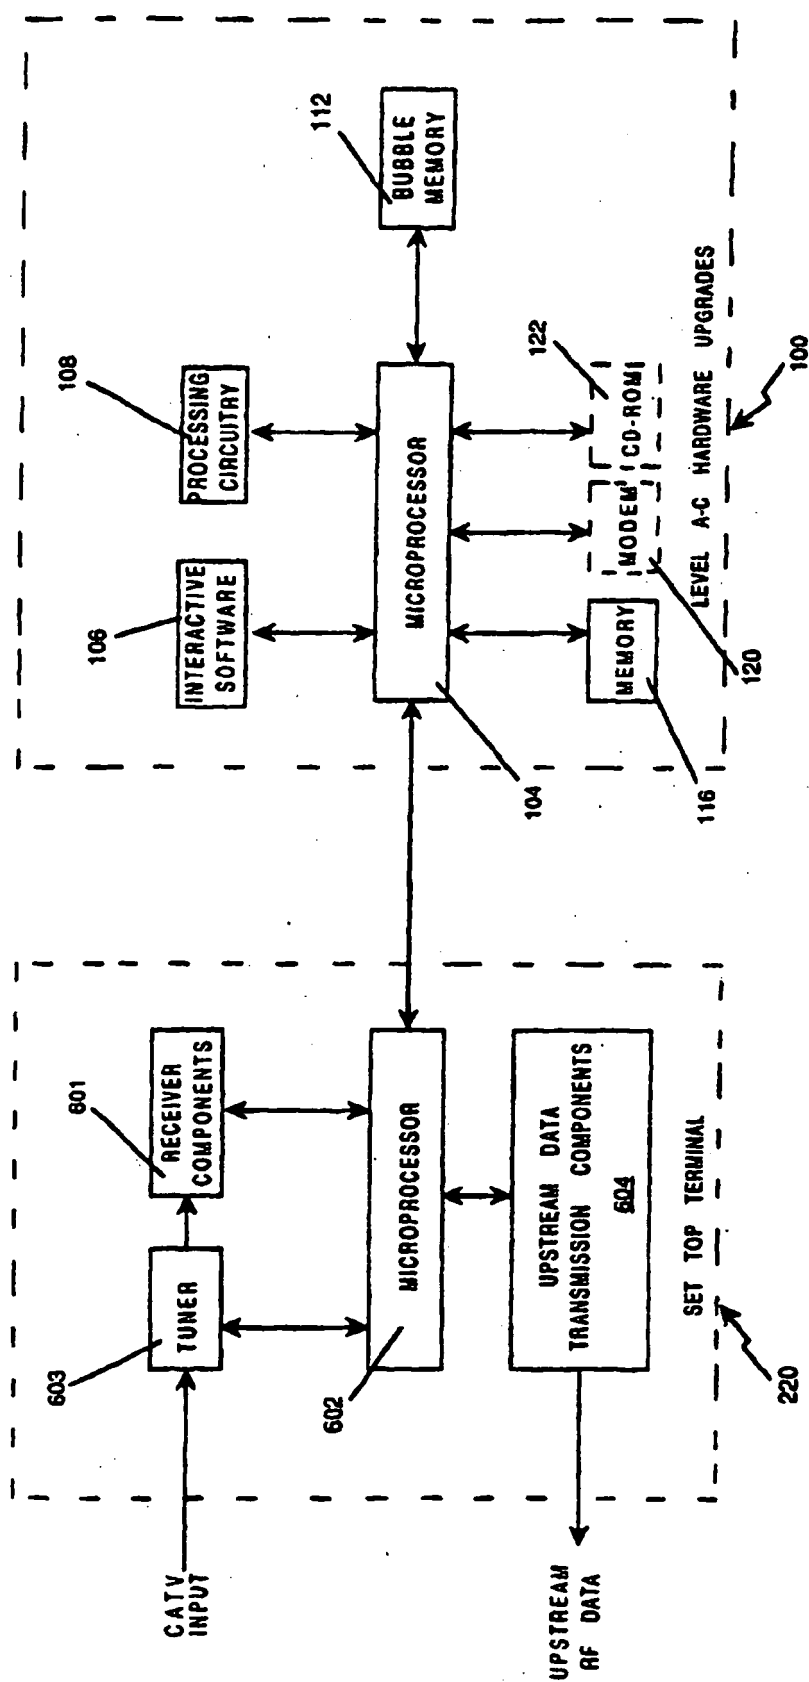 CATV
INPUT
603
TUNER
601
RECEIVER
COMPONENTS
602
MICROPROCESSOR
UPSTREAM DATA
TRANSMISSION COMPONENTS
604
UPSTREAM
RF DATA
SET TOP TERMINAL
220
106
INTERACTIVE
SOFTWARE
108
PROCESSING
CIRCUITRY
104
MICROPROCESSOR
112
BUBBLE
MEMORY
116
MEMORY
120
MODEM
122
CD-ROM
LEVEL A-C HARDWARE UPGRADES
100